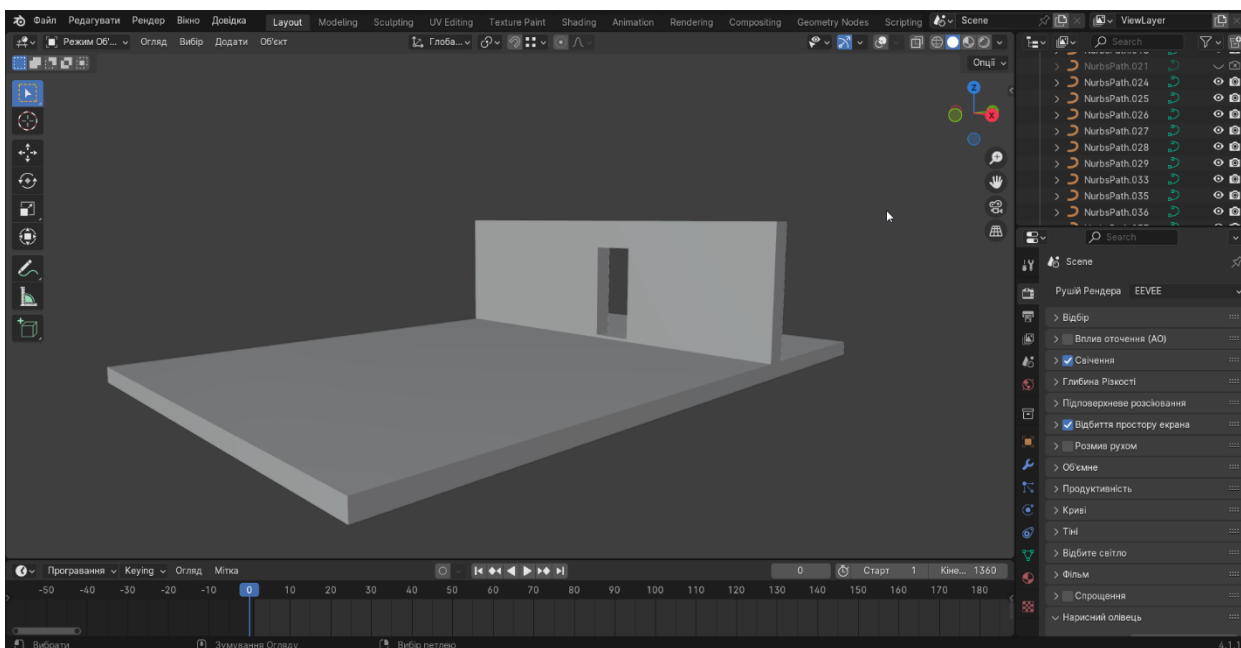 Файл Редагувати Рендер Вікно Довідка Layout Modeling Sculpting UV Editing Texture Paint Shading Animation Rendering Compositing Geometry Nodes Scripting Scene ViewLayer
Режим Об'... Огляд Вибір Додати Об'єкт Глоба... Search
Опції
NurbsPath.021
NurbsPath.024
NurbsPath.025
NurbsPath.026
NurbsPath.027
NurbsPath.028
NurbsPath.029
NurbsPath.033
NurbsPath.035
NurbsPath.036
Z
X
Search
Scene
Рушій Рендера EEVEE
Відбір
Вплив оточення (AO)
Свічення
Глибина Різкості
Підповерхневе розсіювання
Відбиття простору екрана
Розмив рухом
Об'ємне
Продуктивність
Криві
Тіні
Відбите світло
Фільм
Спрощення
Нарисний олівець
Програвання Keying Огляд Мітка 0 Старт 1 Кіне... 1360
-50 -40 -30 -20 -10 0 10 20 30 40 50 60 70 80 90 100 110 120 130 140 150 160 170 180
Вибрати Зумування Огляду Вибір петлею 4.1.1